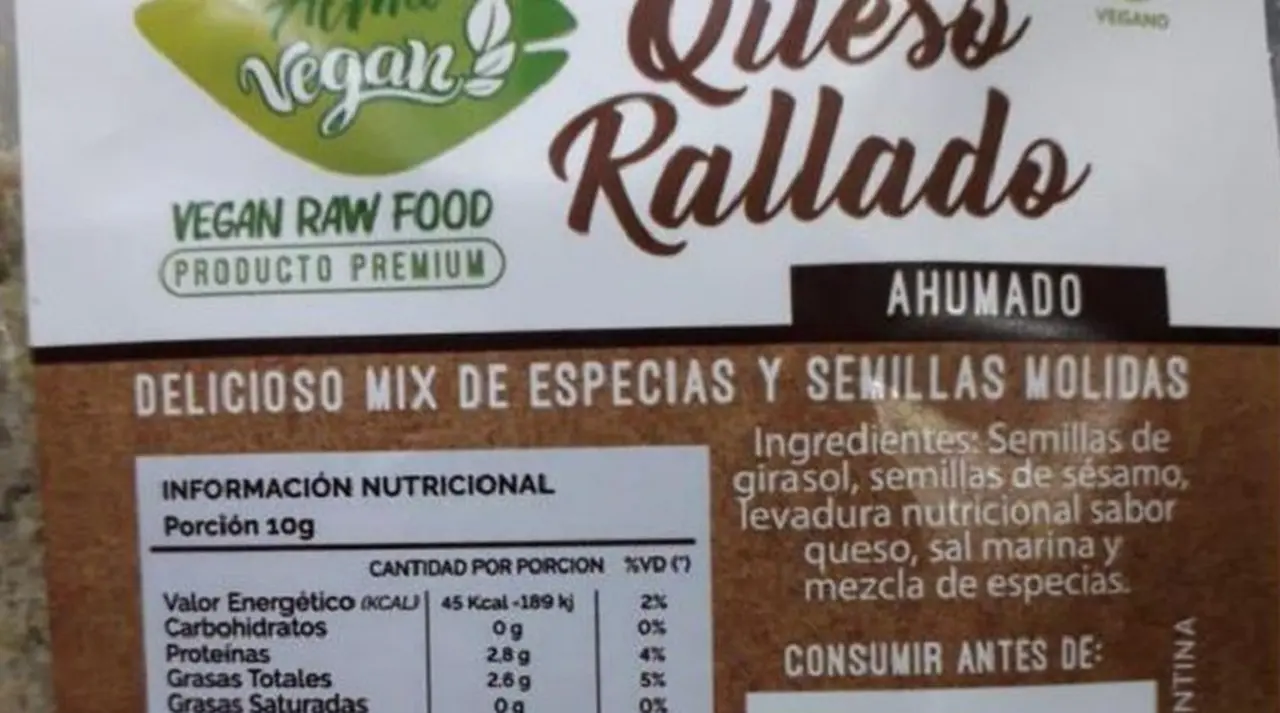 Vegan
Queso
VEGANO
Rallado
VEGAN RAW FOOD
PRODUCTO PREMIUM
AHUMADO
DELICIOSO MIX DE ESPECIAS Y SEMILLAS MOLIDAS
INFORMACIÓN NUTRICIONAL
Porción 10g
CANTIDAD POR PORCION %VD (*)
Valor Energético (KCAL) 45 Kcal -189 kj 2%
Carbohidratos 0 g 0%
Proteínas 2,8 g 4%
Grasas Totales 2.6 g 5%
Grasas Saturadas 0 g 0%
Ingredientes: Semillas de
girasol, semillas de sésamo,
levadura nutricional sabor
queso, sal marina y
mezcla de especias.
CONSUMIR ANTES DE:
NTINA